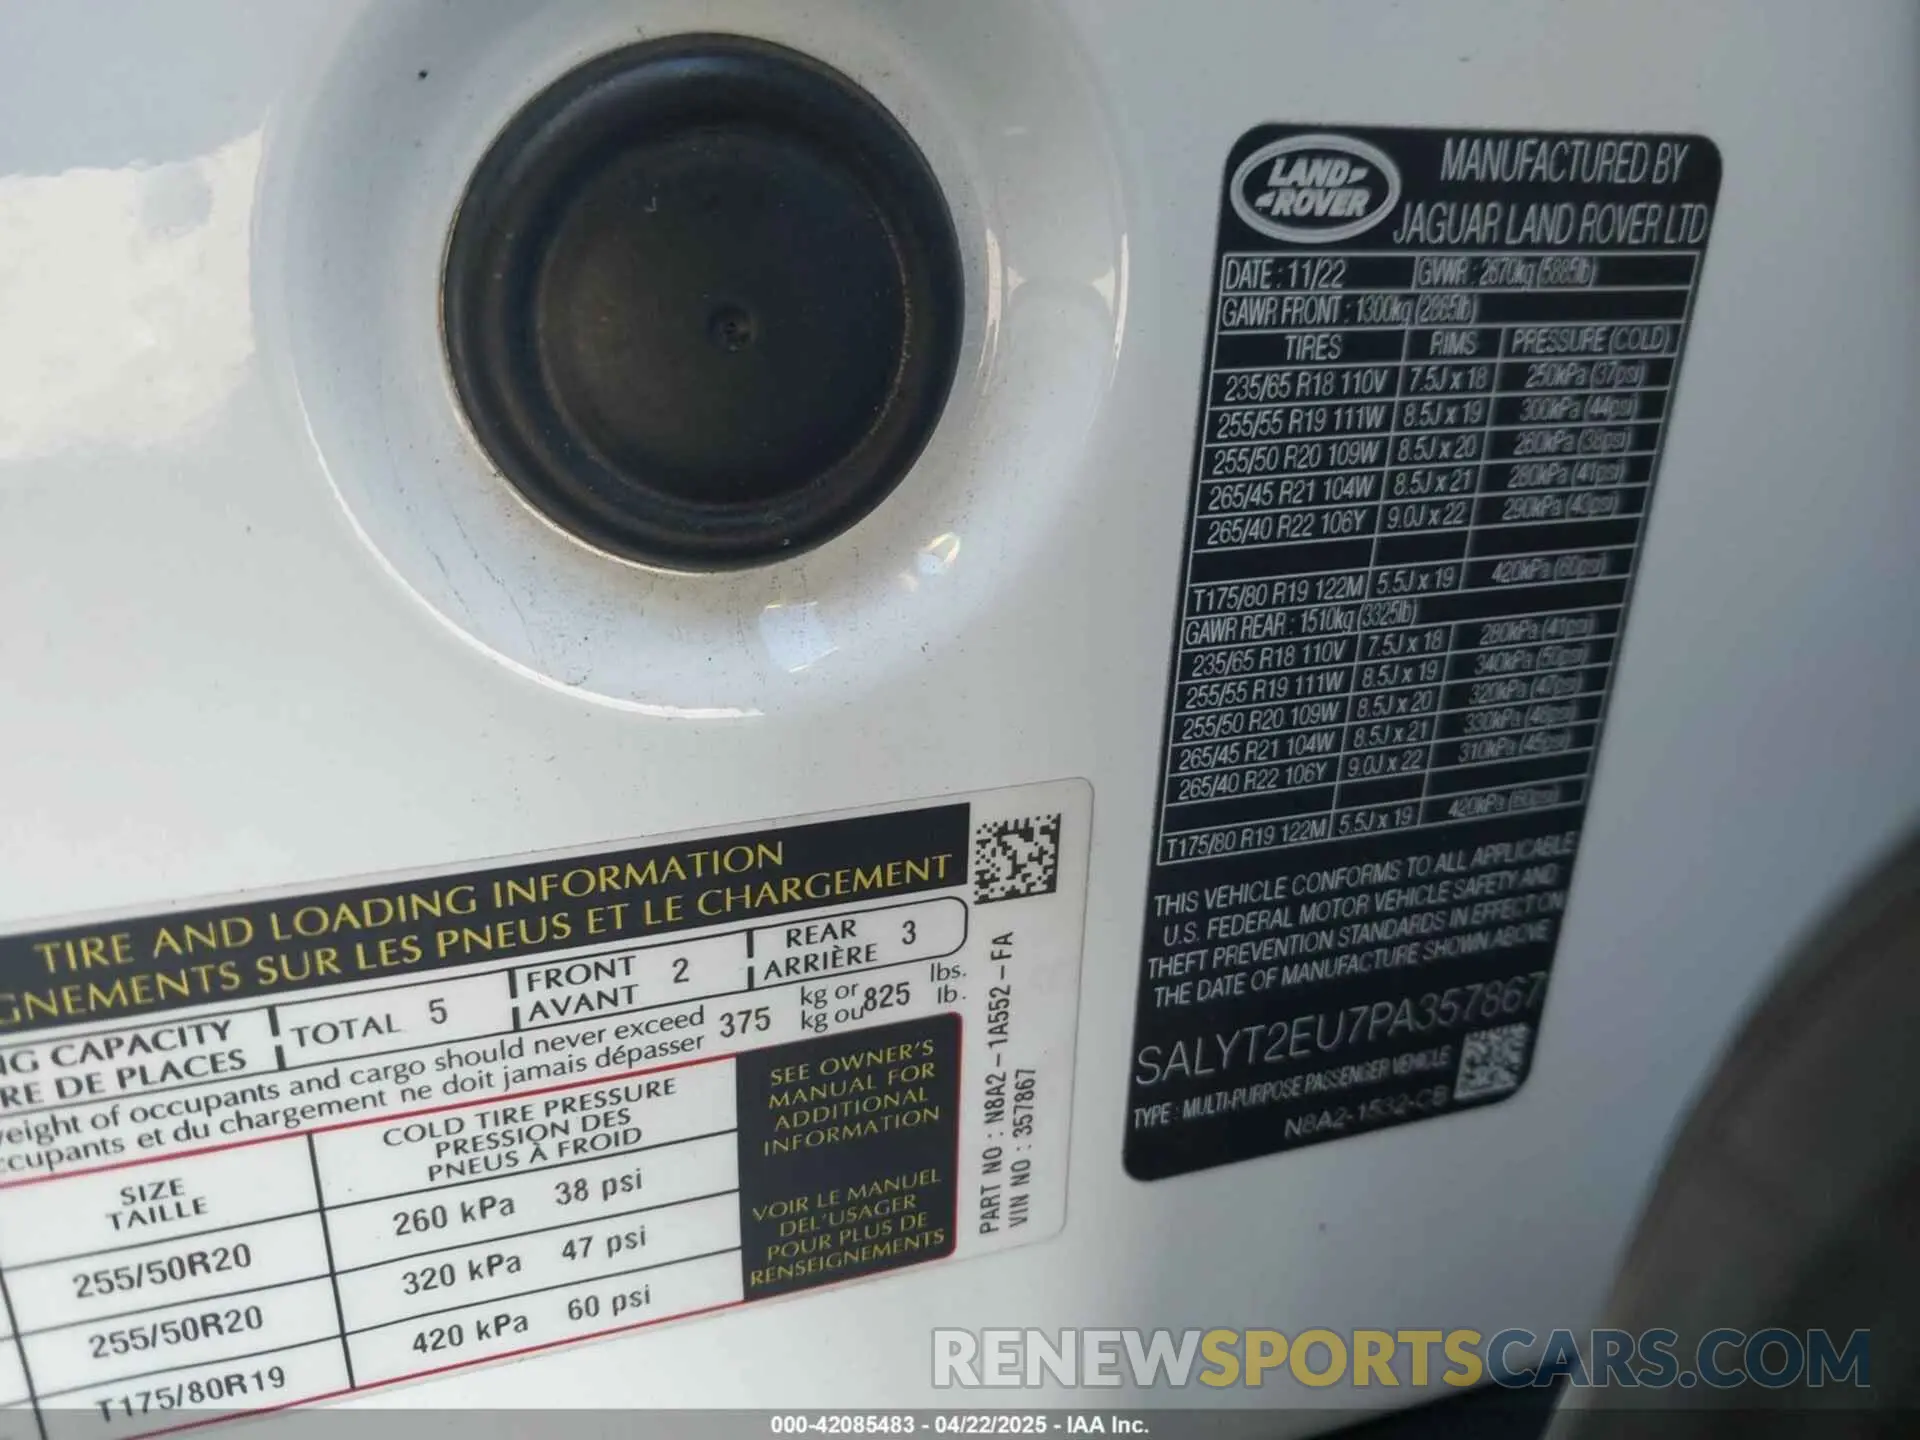 LAND ROVER
MANUFACTURED BY
JAGUAR LAND ROVER LTD
DATE : 11/22 GVWR : 2670kg (5885lb)
GAWR FRONT : 1300kg (2865lb)
TIRES RIMS PRESSURE (COLD)
235/65 R18 110V 7.5J x 18 250kPa (37psi)
255/55 R19 111W 8.5J x 19 300kPa (44psi)
255/50 R20 109W 8.5J x 20 260kPa (38psi)
265/45 R21 104W 8.5J x 21 280kPa (41psi)
265/40 R22 106Y 9.0J x 22 290kPa (43psi)
T175/80 R19 122M 5.5J x 19 420kPa (60psi)
GAWR REAR : 1510kg (3325lb)
235/65 R18 110V 7.5J x 18 280kPa (41psi)
255/55 R19 111W 8.5J x 19 340kPa (50psi)
255/50 R20 109W 8.5J x 20 320kPa (47psi)
265/45 R21 104W 8.5J x 21 330kPa (48psi)
265/40 R22 106Y 9.0J x 22 310kPa (45psi)
T175/80 R19 122M 5.5J x 19 420kPa (60psi)
THIS VEHICLE CONFORMS TO ALL APPLICABLE
U.S. FEDERAL MOTOR VEHICLE SAFETY AND
THEFT PREVENTION STANDARDS IN EFFECT ON
THE DATE OF MANUFACTURE SHOWN ABOVE
SALYT2EU7PA357867
TYPE : MULTI-PURPOSE PASSENGER VEHICLE
N8A2-1532-CB
TIRE AND LOADING INFORMATION
GNEMENTS SUR LES PNEUS ET LE CHARGEMENT
NG CAPACITY TOTAL 5 FRONT 2 REAR 3
RE DE PLACES AVANT ARRIÈRE
eight of occupants and cargo should never exceed 375 kg or 825 lbs.
ccupants et du chargement ne doit jamais dépasser kg ou lb.
SIZE
TAILLE
COLD TIRE PRESSURE
PRESSION DES
PNEUS À FROID
255/50R20 260 kPa 38 psi
255/50R20 320 kPa 47 psi
T175/80R19 420 kPa 60 psi
SEE OWNER'S
MANUAL FOR
ADDITIONAL
INFORMATION
VOIR LE MANUEL
DEL'USAGER
POUR PLUS DE
RENSEIGNEMENTS
PART NO : N8A2-1A552-FA
VIN NO : 357867
RENEWSPORTSCARS.COM
000-42085483 - 04/22/2025 - IAA Inc.